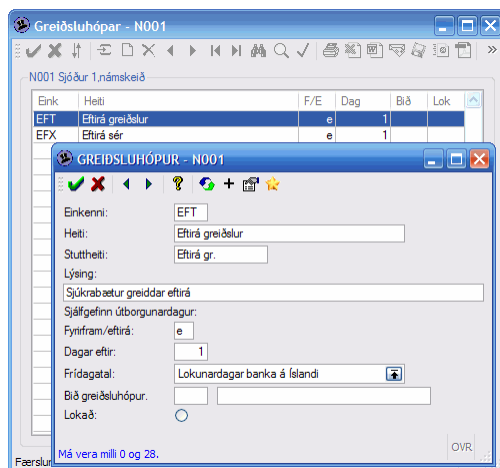 Greiðsluhópar - N001
N001 Sjóður 1,námskeið
Eink Heiti F/E Dag Bið Lok
EFT Eftirá greiðslur e 1
EFX Eftirá sér e 1
GREIÐSLUHÓPUR - N001
Einkenni: EFT
Heiti: Eftirá greiðslur
Stuttheiti: Eftirá gr.
Lýsing:
Sjúkrabætur greiddar eftirá
Sjálfgefinn útborgunardagur:
Fyrirfram/eftirá: e
Dagar eftir: 1
Frídagatal: Lokunardagar banka á Íslandi
Bið greiðsluhópur.
Lokað:
Má vera milli 0 og 28.
OVR
Færslur